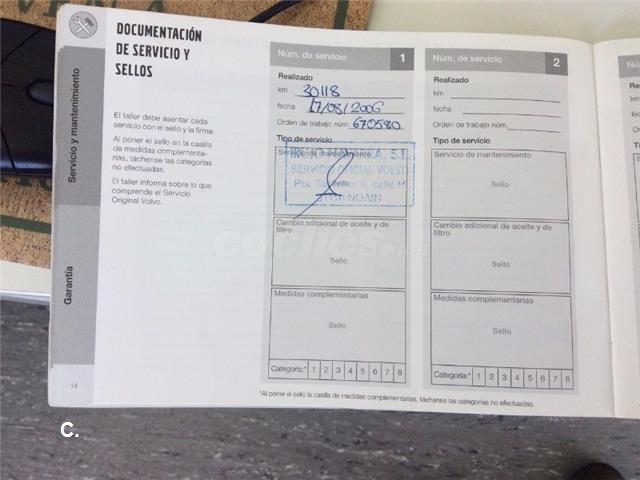 DOCUMENTACIÓN
DE SERVICIO Y
SELLOS
El taller debe asentar cada
servicio con el sello y la firma.
Al poner el sello en la casilla
de medidas complementa-
rias, táchense las categorías
no efectuadas.
El taller informa sobre lo que
comprende el Servicio
Original Volvo.
Servicio y mantenimiento
Garantía
14
Núm. de servicio 1
Realizado
km 30118
fecha 17/08/2006
Orden de trabajo núm. 670580
Tipo de servicio
Servicio de mantenimiento
SERVICIO OFICIAL VOLVO
31110 NOAIN
Cambio adicional de aceite y de
filtro
Sello
Medidas complementarias
Sello
Categoría:* 1 2 3 4 5 6 7 8
Núm. de servicio 2
Realizado
km
fecha
Orden de trabajo núm.
Tipo de servicio
Servicio de mantenimiento
Sello
Cambio adicional de aceite y de
filtro
Sello
Medidas complementarias
Sello
Categoría:* 1 2 3 4 5 6 7 8
*Al poner el sello la casilla de medidas complementarias, táchense las categorías no efectuadas.
coches.net
C.